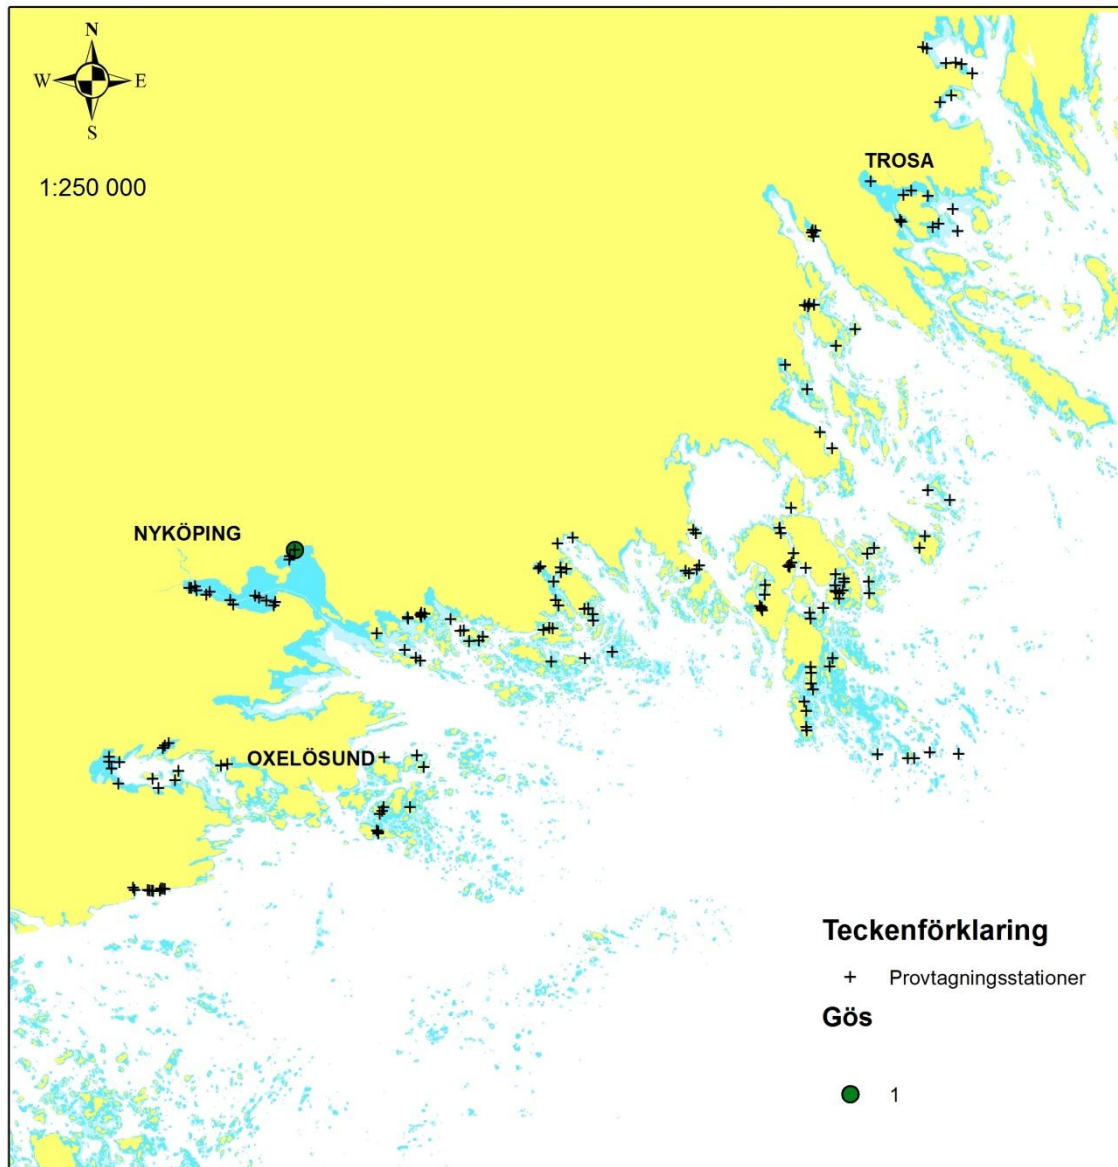 N
W E
S
1:250 000
TROSA
NYKÖPING
OXELÖSUND
Teckenförklaring
Provtagningsstationer
Gös
1